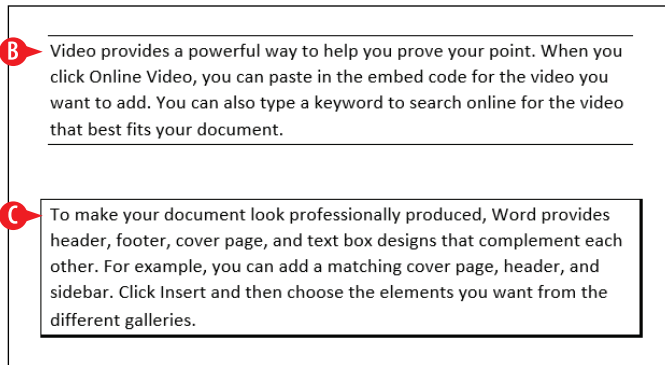 B Video provides a powerful way to help you prove your point. When you
click Online Video, you can paste in the embed code for the video you
want to add. You can also type a keyword to search online for the video
that best fits your document.
C To make your document look professionally produced, Word provides
header, footer, cover page, and text box designs that complement each
other. For example, you can add a matching cover page, header, and
sidebar. Click Insert and then choose the elements you want from the
different galleries.